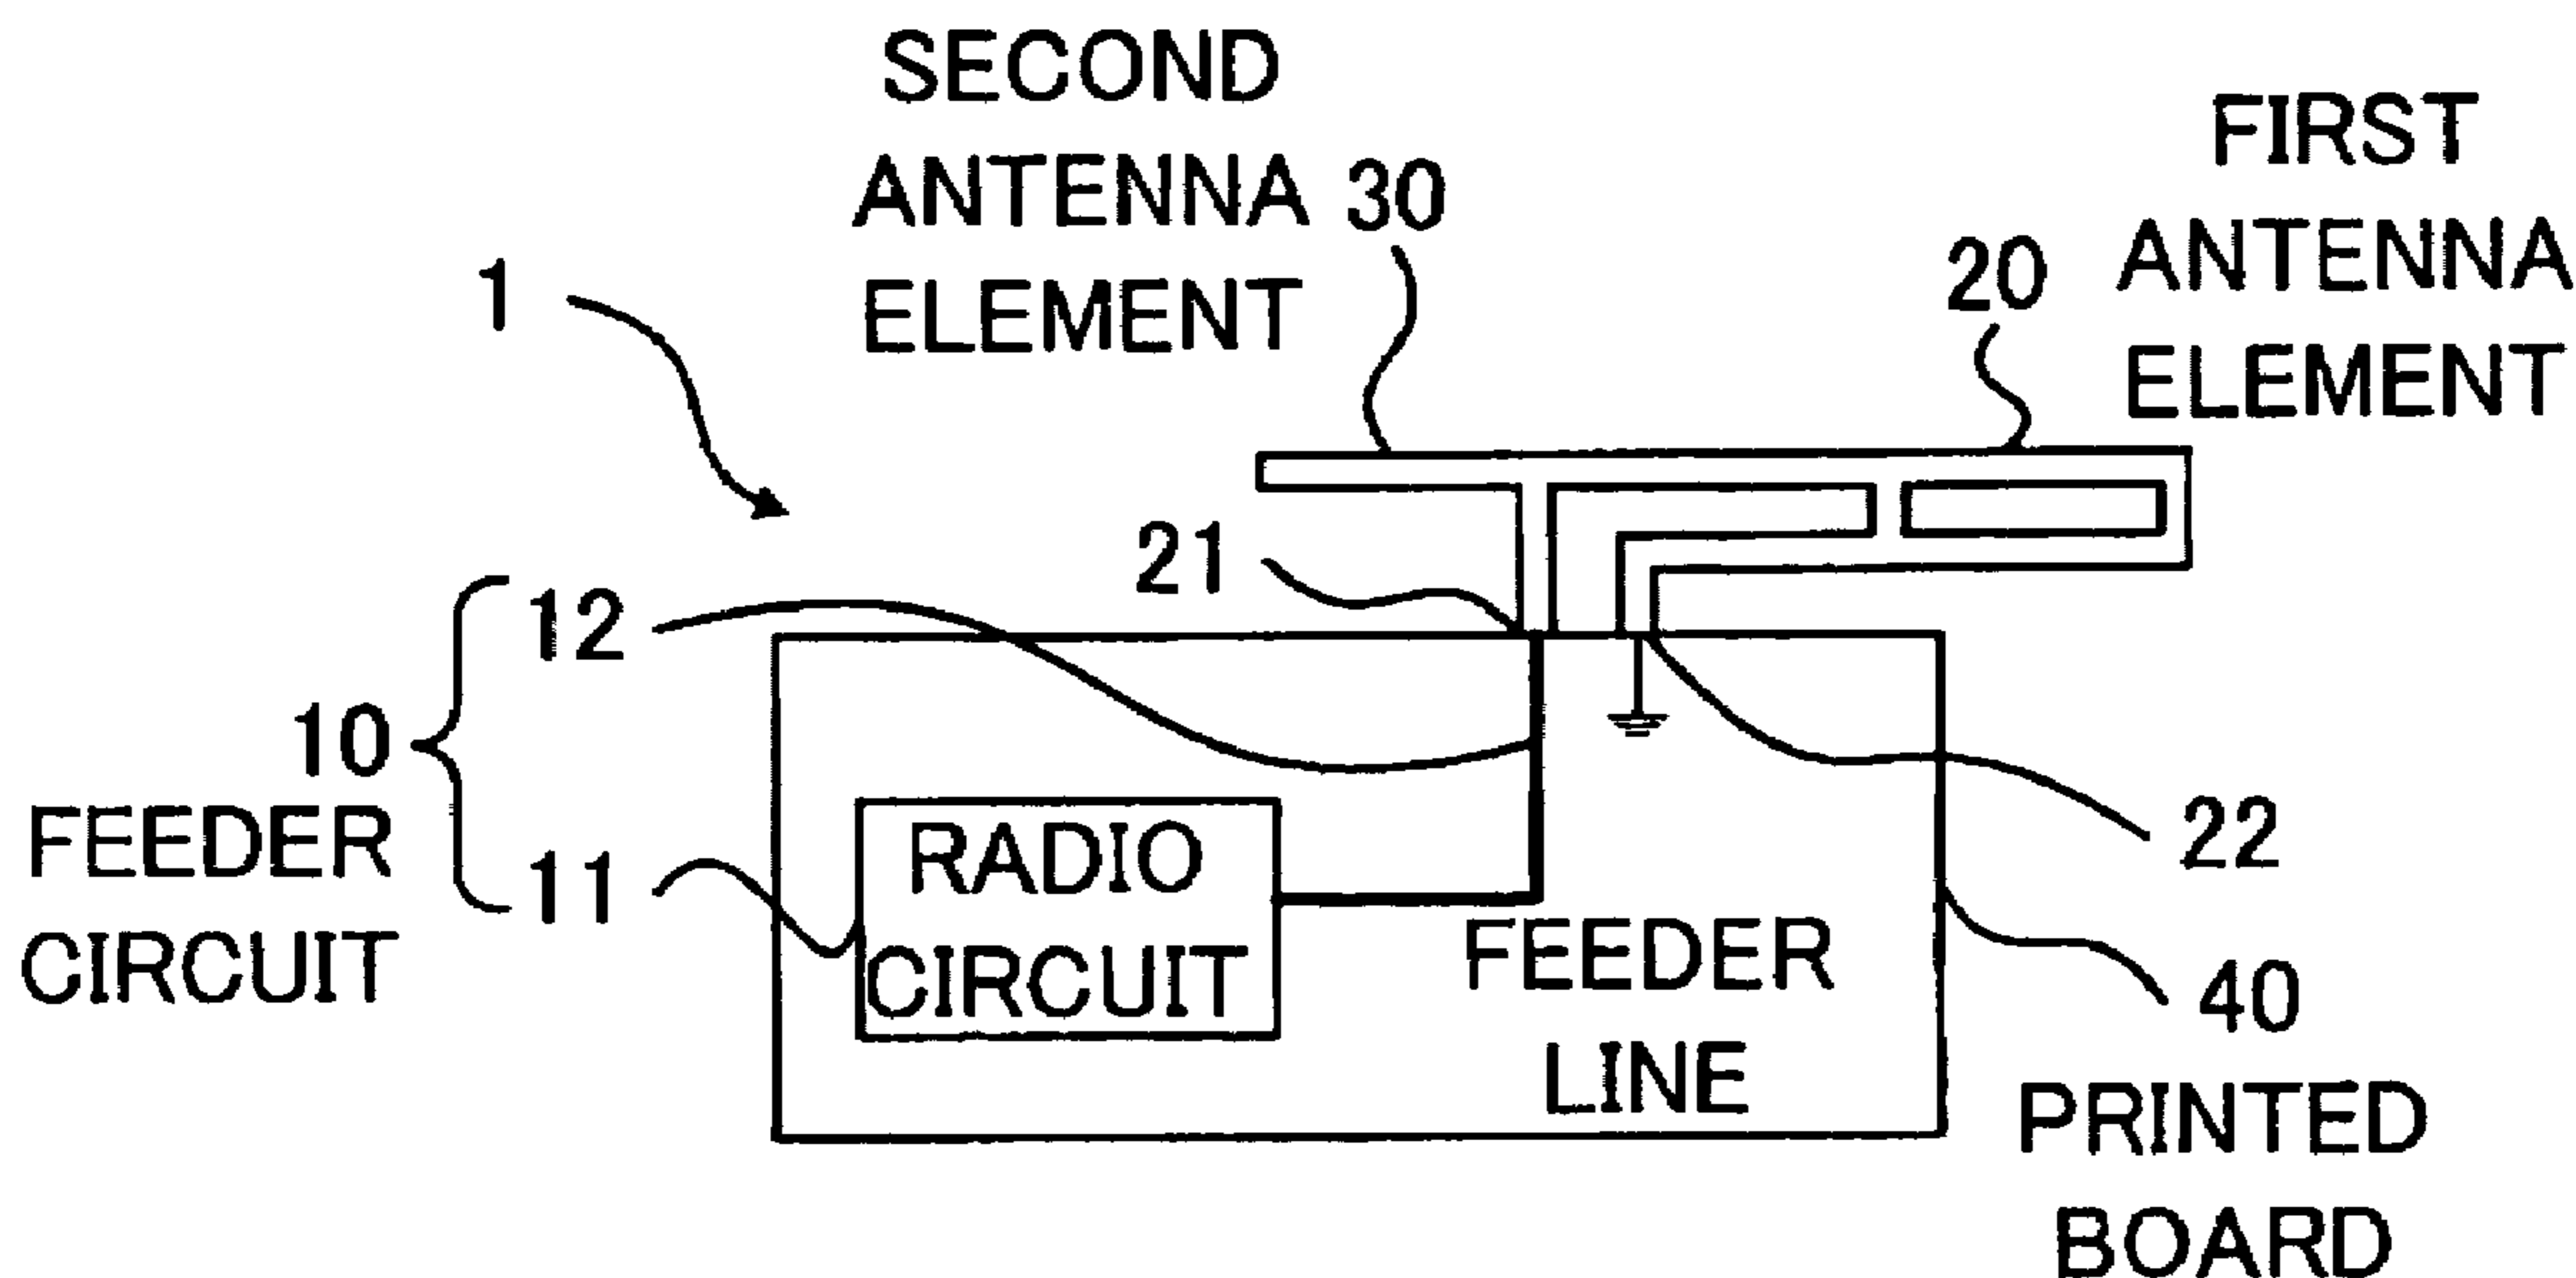 SECOND
ANTENNA 30
ELEMENT
FIRST
20 ANTENNA
ELEMENT
1
21
12
10
FEEDER
CIRCUIT
11
RADIO
CIRCUIT
FEEDER
LINE
22
40
PRINTED
BOARD